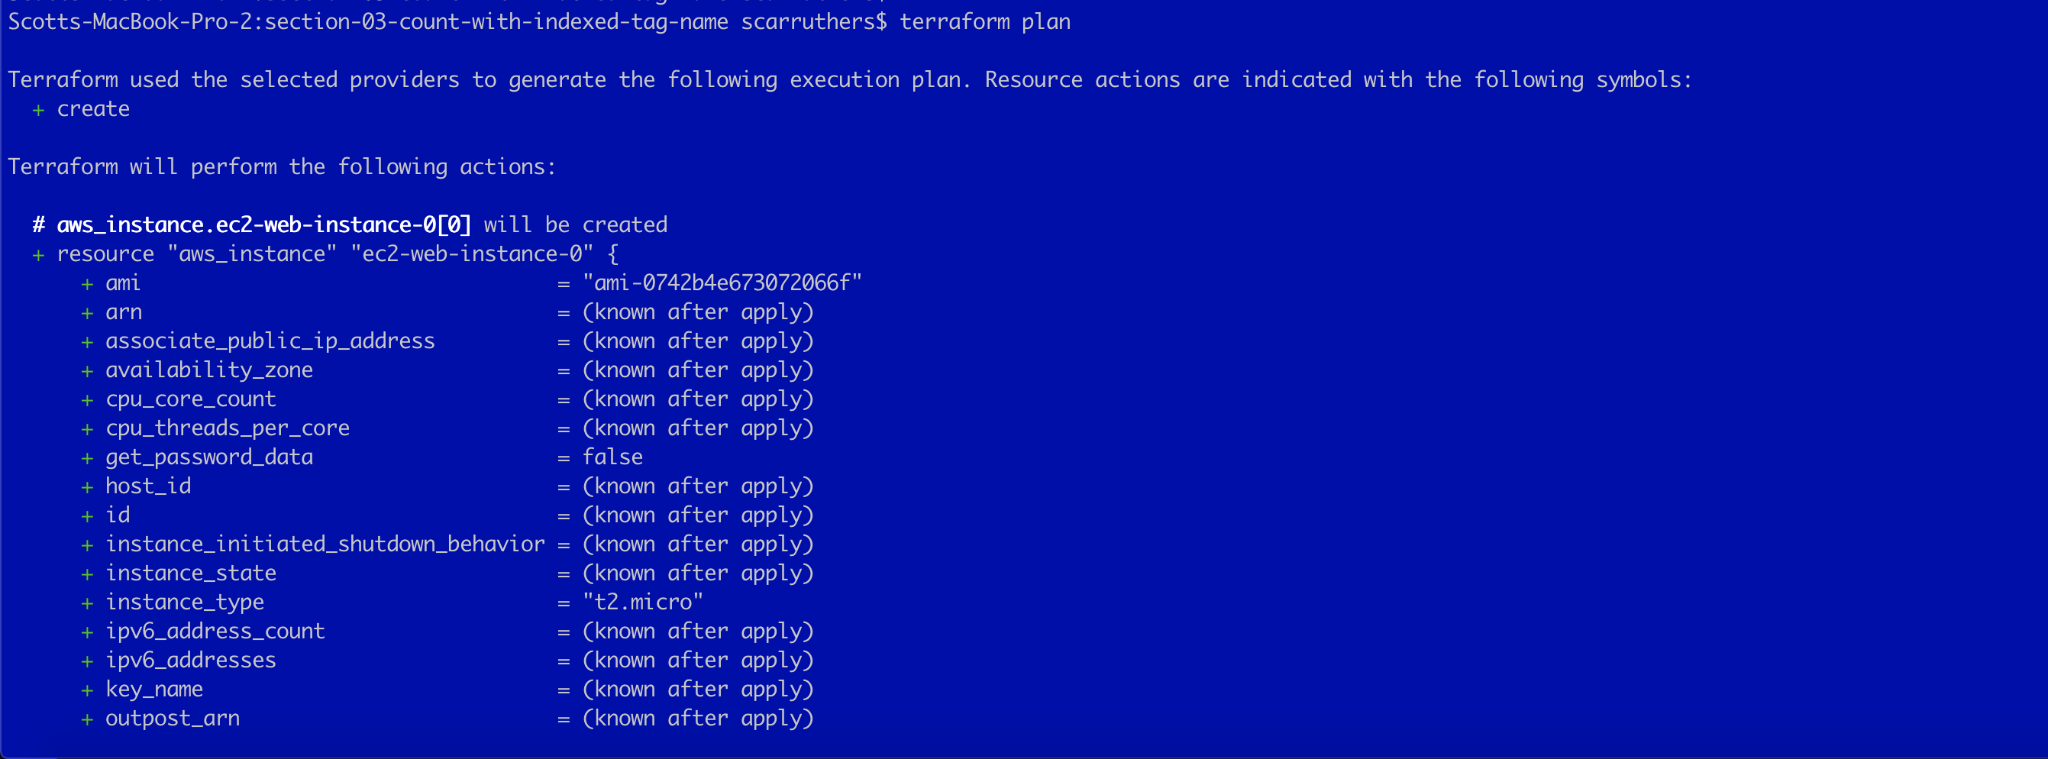 Scotts-MacBook-Pro-2:section-03-count-with-indexed-tag-name scarruthers$ terraform plan
Terraform used the selected providers to generate the following execution plan. Resource actions are indicated with the following symbols:
+ create
Terraform will perform the following actions:
# aws_instance.ec2-web-instance-0[0] will be created
+ resource "aws_instance" "ec2-web-instance-0" {
+ ami = "ami-0742b4e673072066f"
+ arn = (known after apply)
+ associate_public_ip_address = (known after apply)
+ availability_zone = (known after apply)
+ cpu_core_count = (known after apply)
+ cpu_threads_per_core = (known after apply)
+ get_password_data = false
+ host_id = (known after apply)
+ id = (known after apply)
+ instance_initiated_shutdown_behavior = (known after apply)
+ instance_state = (known after apply)
+ instance_type = "t2.micro"
+ ipv6_address_count = (known after apply)
+ ipv6_addresses = (known after apply)
+ key_name = (known after apply)
+ outpost_arn = (known after apply)